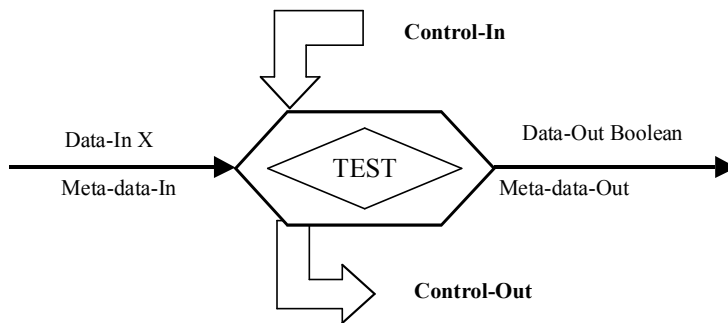 Control-In
Data-In X
Data-Out Boolean
TEST
Meta-data-In
Meta-data-Out
Control-Out